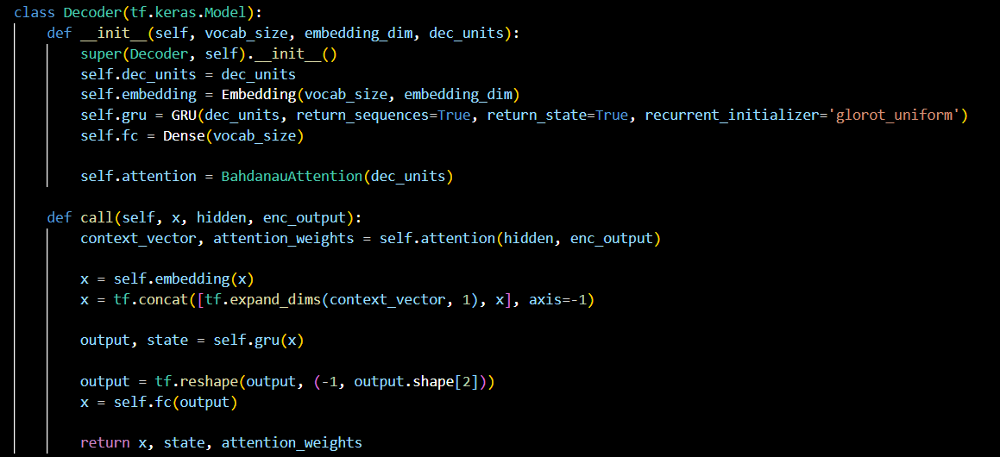 class Decoder(tf.keras.Model):
    def __init__(self, vocab_size, embedding_dim, dec_units):
        super(Decoder, self).__init__()
        self.dec_units = dec_units
        self.embedding = Embedding(vocab_size, embedding_dim)
        self.gru = GRU(dec_units, return_sequences=True, return_state=True, recurrent_initializer='glorot_uniform')
        self.fc = Dense(vocab_size)

        self.attention = BahdanauAttention(dec_units)

    def call(self, x, hidden, enc_output):
        context_vector, attention_weights = self.attention(hidden, enc_output)

        x = self.embedding(x)
        x = tf.concat([tf.expand_dims(context_vector, 1), x], axis=-1)

        output, state = self.gru(x)

        output = tf.reshape(output, (-1, output.shape[2]))
        x = self.fc(output)

        return x, state, attention_weights